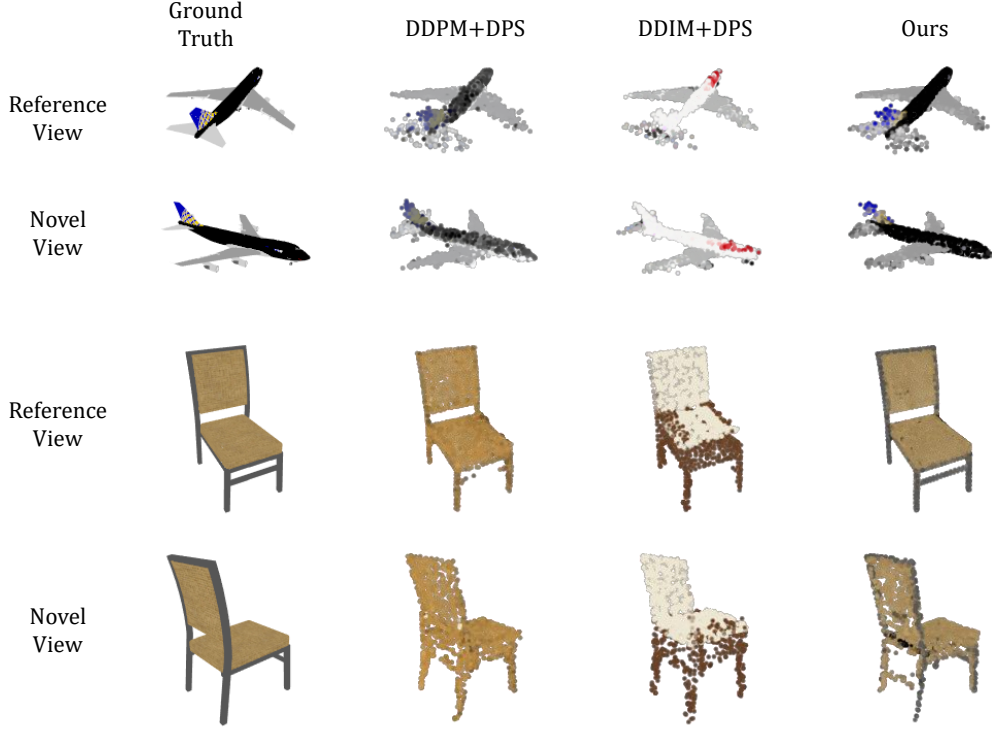 Ground
Truth
DDPM+DPS
DDIM+DPS
Ours
Reference
View
Novel
View
Reference
View
Novel
View